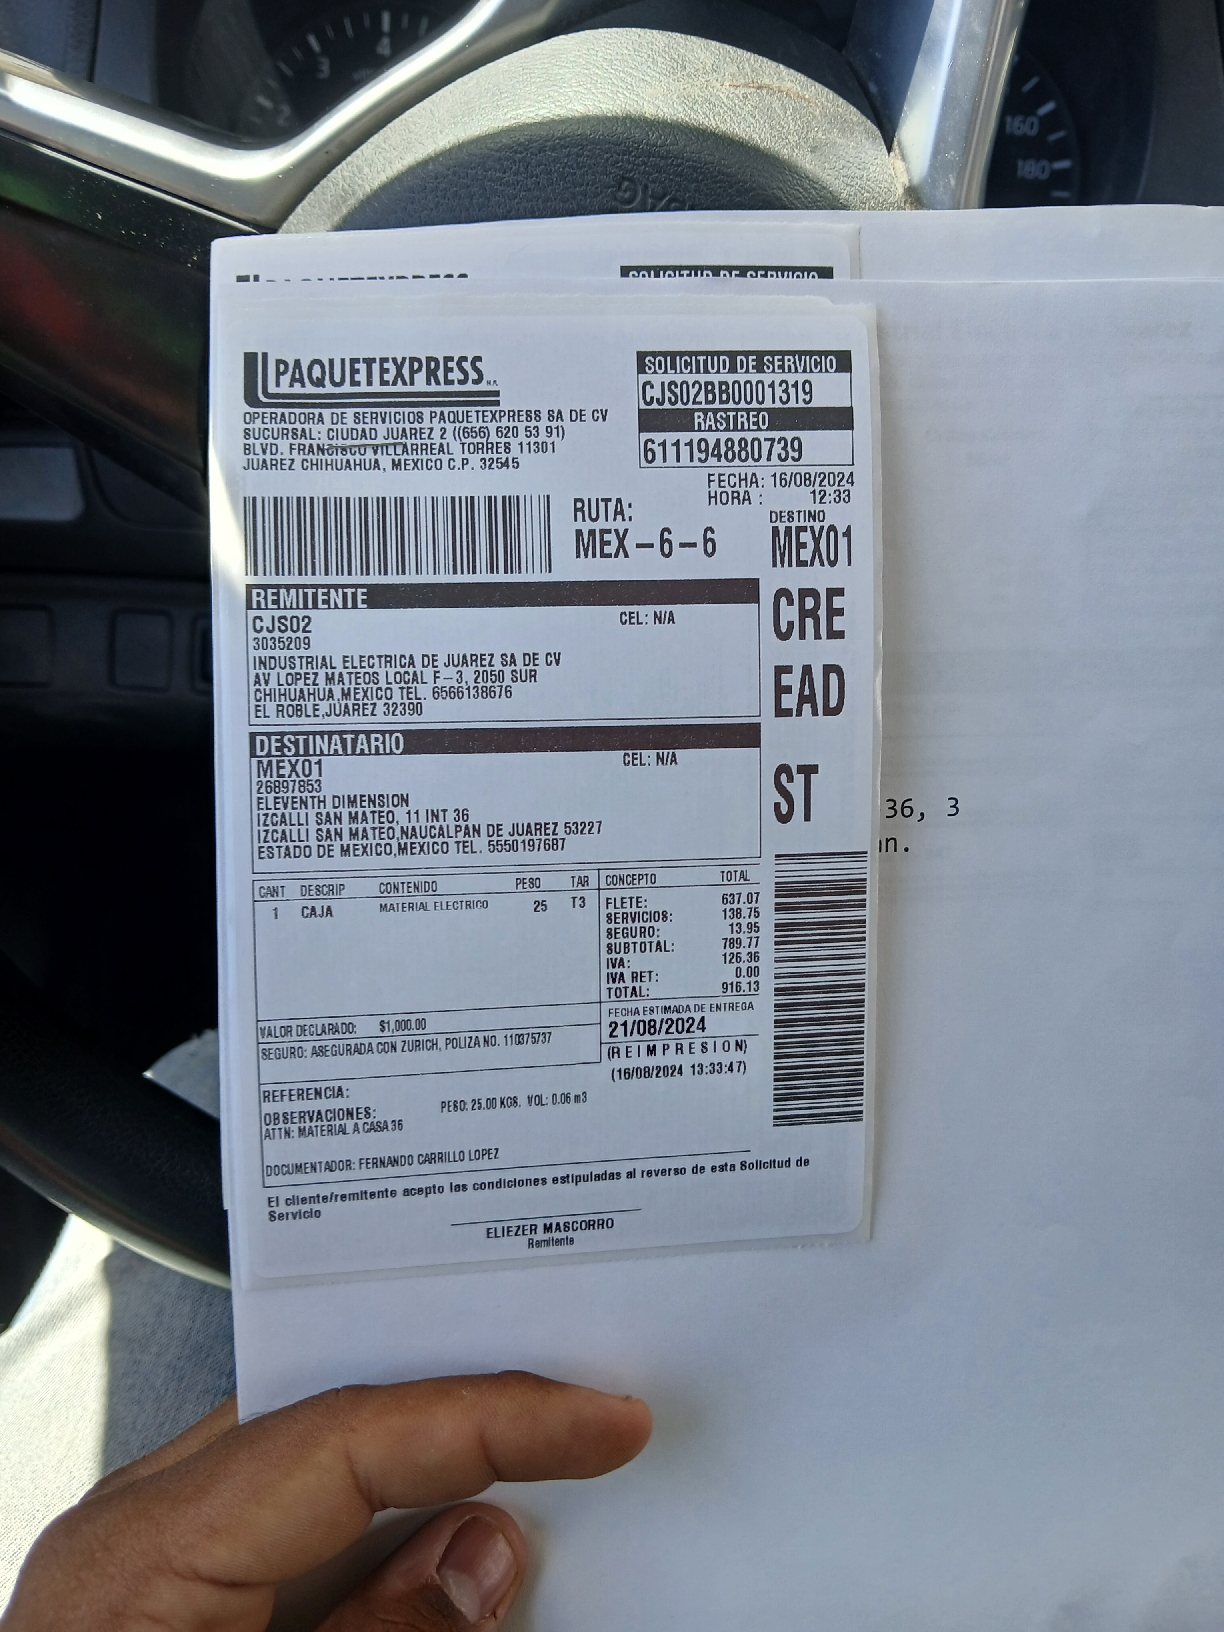 4
3
2
160
180
PAQUETEXPRESS
SOLICITUD DE SERVICIO
PAQUETEXPRESS
OPERADORA DE SERVICIOS PAQUETEXPRESS SA DE CV
SUCURSAL: CIUDAD JUAREZ 2 ((656) 620 53 91)
BLVD. FRANCISCO VILLARREAL TORRES 11301
JUAREZ CHIHUAHUA, MEXICO C.P. 32545
SOLICITUD DE SERVICIO
CJS02BB0001319
RASTREO
611194880739
FECHA: 16/08/2024
HORA : 12:33
RUTA:
MEX-6-6
DESTINO
MEX01
CRE
EAD
ST
REMITENTE
CJS02 CEL: N/A
3035209
INDUSTRIAL ELECTRICA DE JUAREZ SA DE CV
AV LOPEZ MATEOS LOCAL F-3, 2050 SUR
CHIHUAHUA,MEXICO TEL. 6566138676
EL ROBLE,JUAREZ 32390
DESTINATARIO
MEX01 CEL: N/A
26897853
ELEVENTH DIMENSION
IZCALLI SAN MATEO, 11 INT 36
IZCALLI SAN MATEO,NAUCALPAN DE JUAREZ 53227
ESTADO DE MEXICO,MEXICO TEL. 5550197687
36, 3
an.
CANT DESCRIP CONTENIDO PESO TAR
1 CAJA MATERIAL ELECTRICO 25 T3
CONCEPTO TOTAL
FLETE: 637.07
SERVICIOS: 138.75
SEGURO: 13.95
SUBTOTAL: 789.77
IVA: 126.36
IVA RET: 0.00
TOTAL: 916.13
VALOR DECLARADO: $1,000.00
SEGURO: ASEGURADA CON ZURICH, POLIZA NO. 110375737
FECHA ESTIMADA DE ENTREGA
21/08/2024
(REIMPRESION)
(16/08/2024 13:33:47)
REFERENCIA:
OBSERVACIONES: PESO: 25.00 KGS. VOL: 0.06 m3
ATTN: MATERIAL A CASA 36
DOCUMENTADOR: FERNANDO CARRILLO LOPEZ
El cliente/remitente acepto las condiciones estipuladas al reverso de esta Solicitud de
Servicio
ELIEZER MASCORRO
Remitente